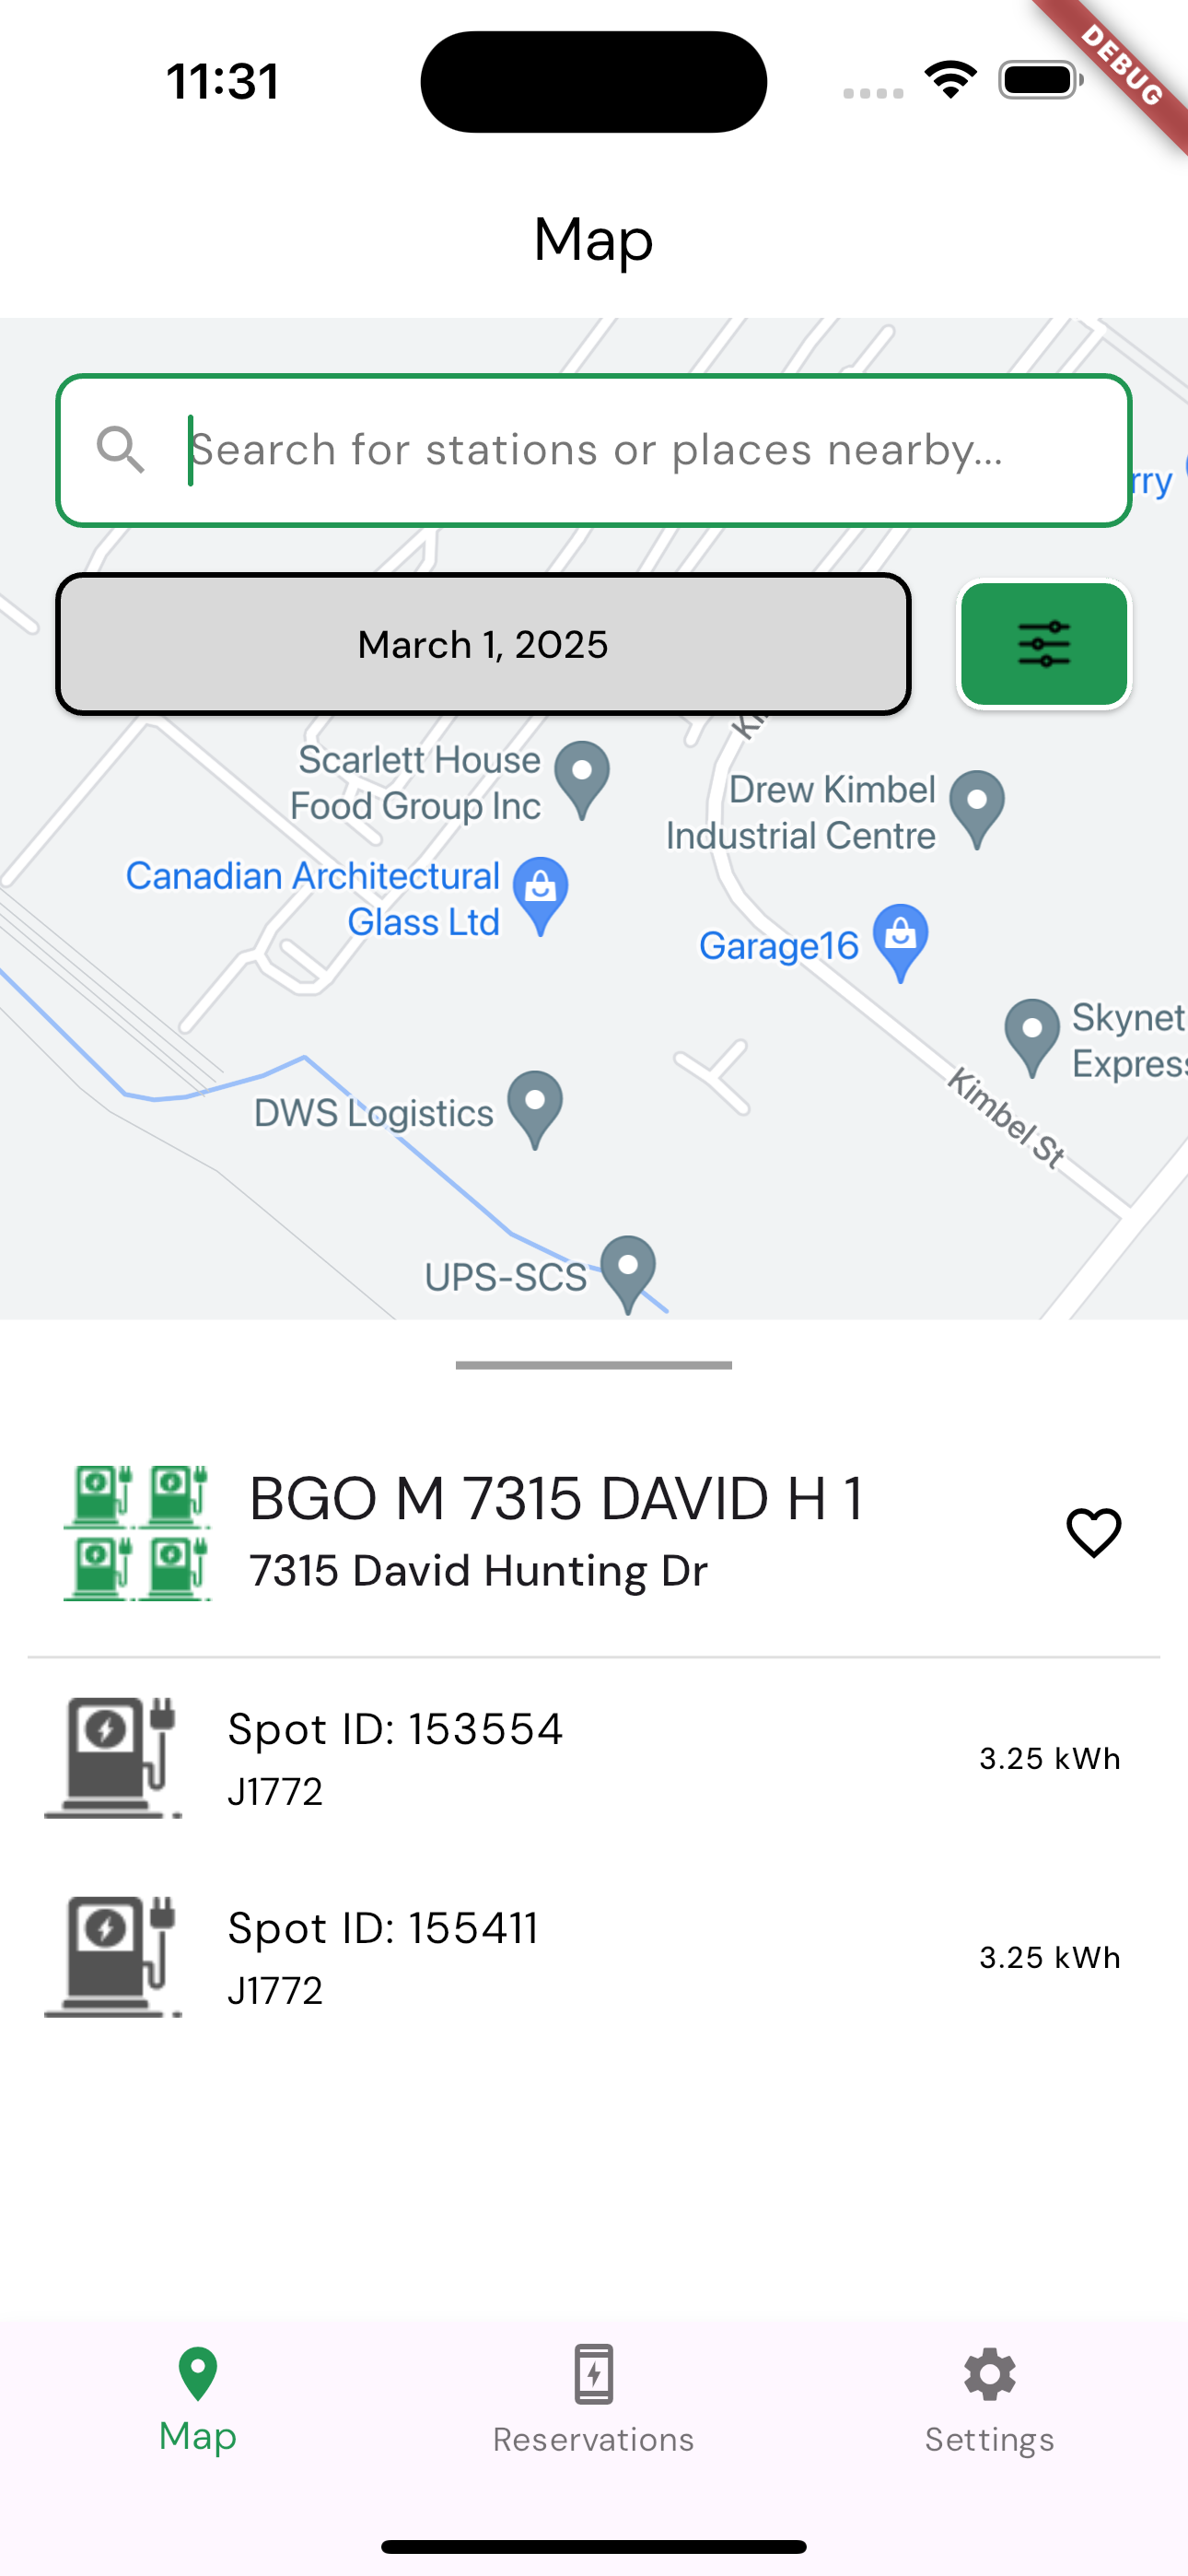 11:31
DEBUG
Map
Search for stations or places nearby...
rry
March 1, 2025
Scarlett House
Food Group Inc
Drew Kimbel
Industrial Centre
Canadian Architectural
Glass Ltd
Garage16
Skynet
Express
Kimbel St
DWS Logistics
UPS-SCS
BGO M 7315 DAVID H 1
7315 David Hunting Dr
Spot ID: 153554
J1772
3.25 kWh
Spot ID: 155411
J1772
3.25 kWh
Map
Reservations
Settings